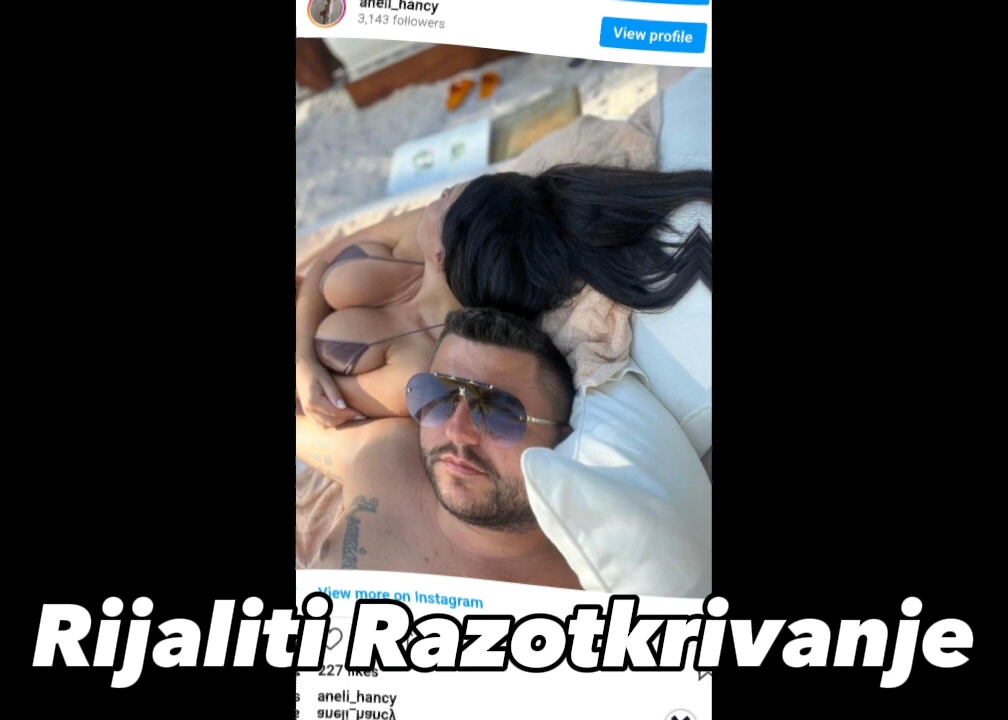 aneli_hancy
3,143 followers
View profile
View more on Instagram
Rijaliti Razotkrivanje
227 likes
aneli_hancy